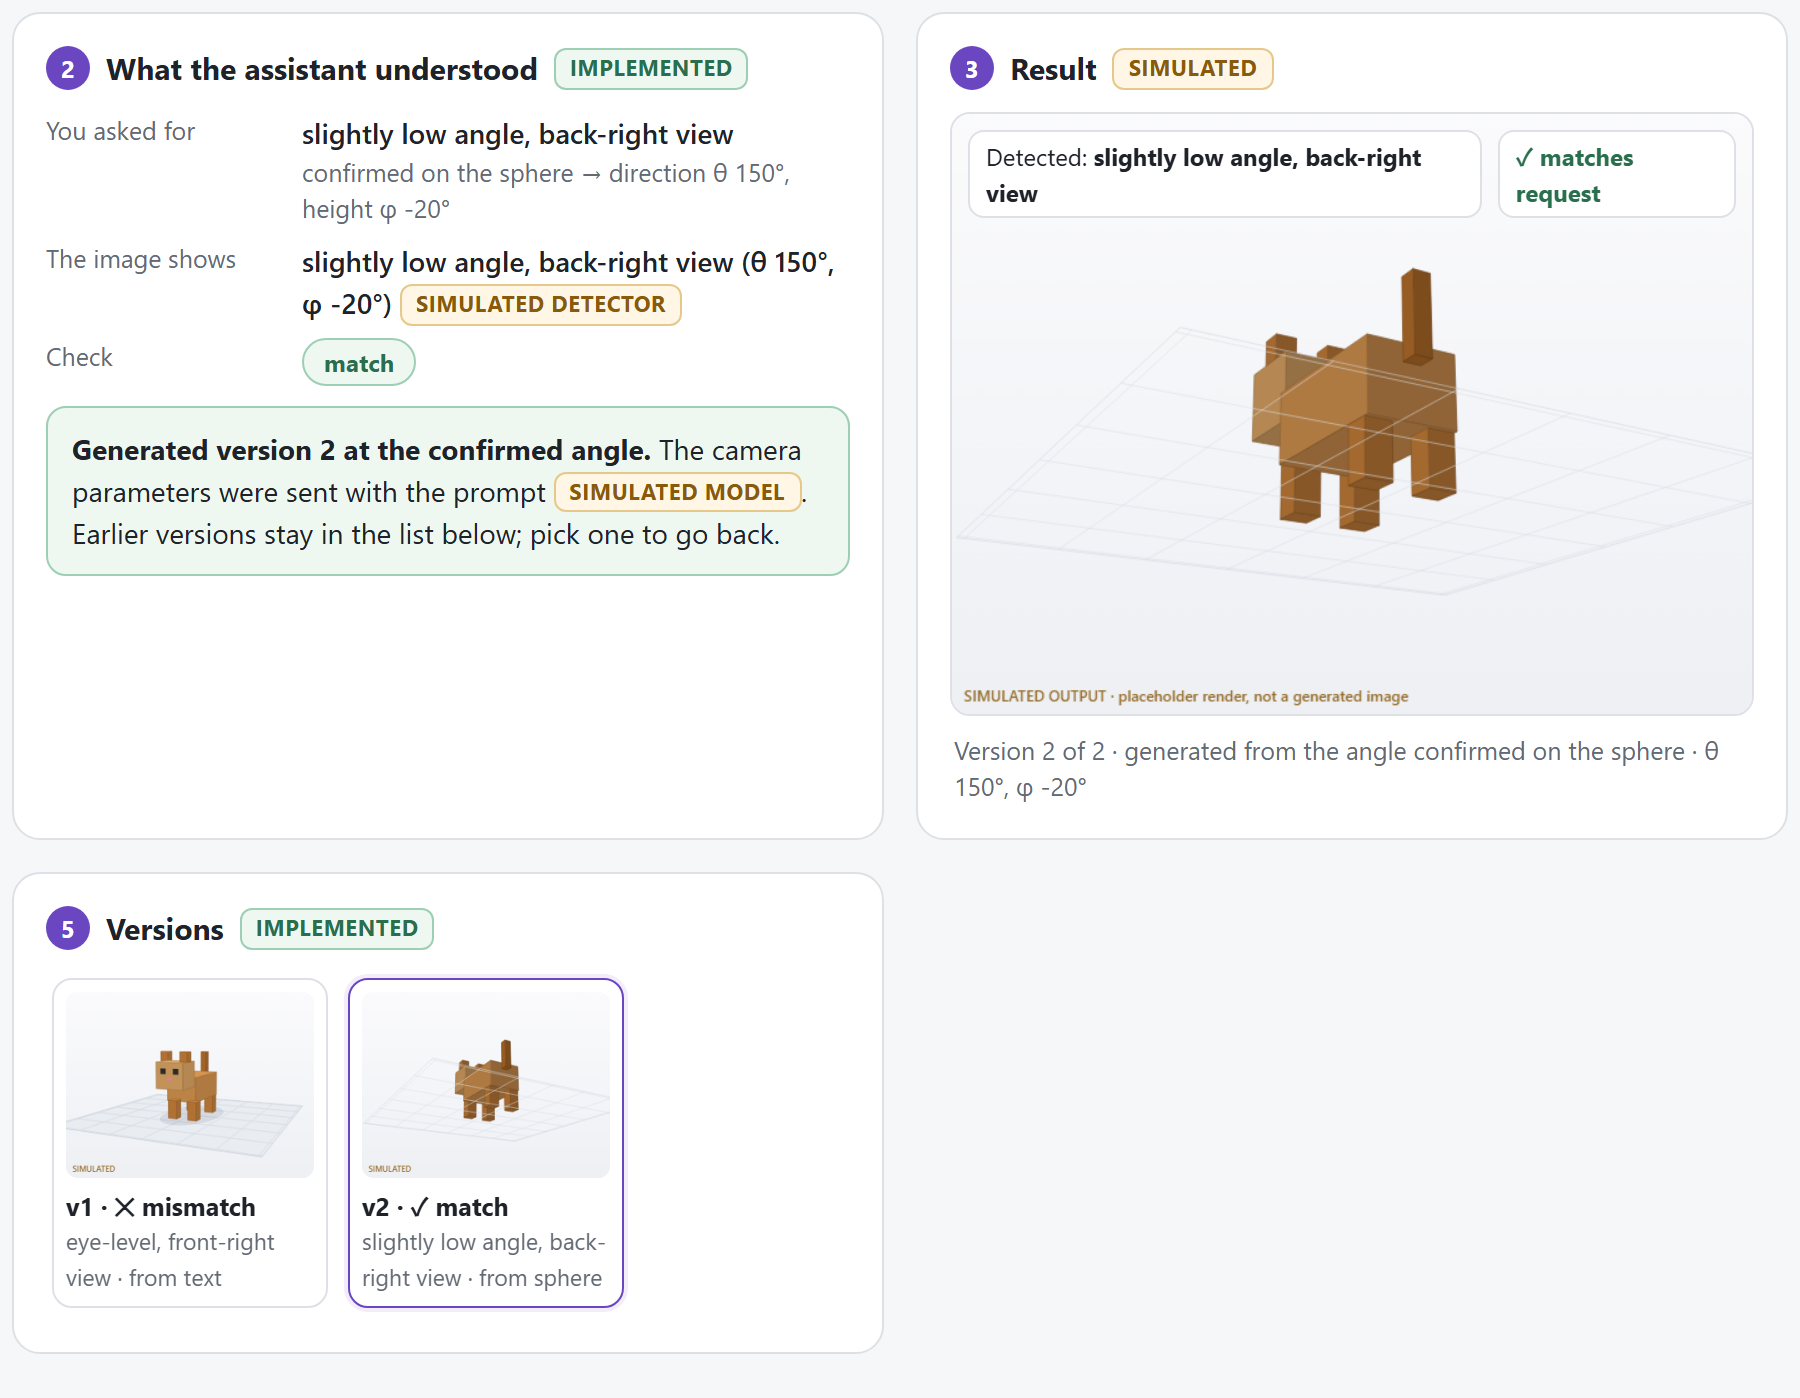 2 What the assistant understood IMPLEMENTED
You asked for
slightly low angle, back-right view
confirmed on the sphere → direction θ 150°,
height φ -20°
The image shows
slightly low angle, back-right view (θ 150°,
φ -20°) SIMULATED DETECTOR
Check
match
Generated version 2 at the confirmed angle. The camera
parameters were sent with the prompt SIMULATED MODEL.
Earlier versions stay in the list below; pick one to go back.
3 Result SIMULATED
Detected: slightly low angle, back-right
view
✓ matches
request
SIMULATED OUTPUT · placeholder render, not a generated image
Version 2 of 2 · generated from the angle confirmed on the sphere · θ
150°, φ -20°
5 Versions IMPLEMENTED
SIMULATED
v1 · ✕ mismatch
eye-level, front-right
view · from text
SIMULATED
v2 · ✓ match
slightly low angle, back-
right view · from sphere